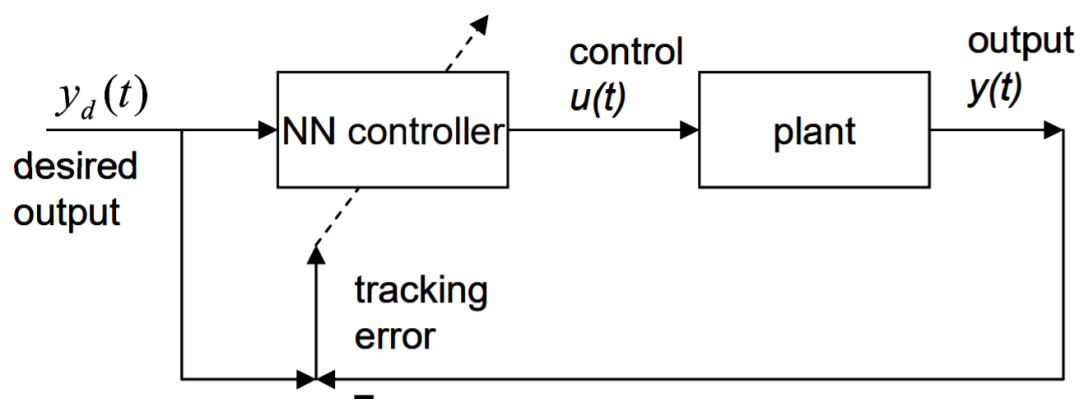 y_d(t)
desired
output
NN controller
control
u(t)
plant
output
y(t)
tracking
error
-